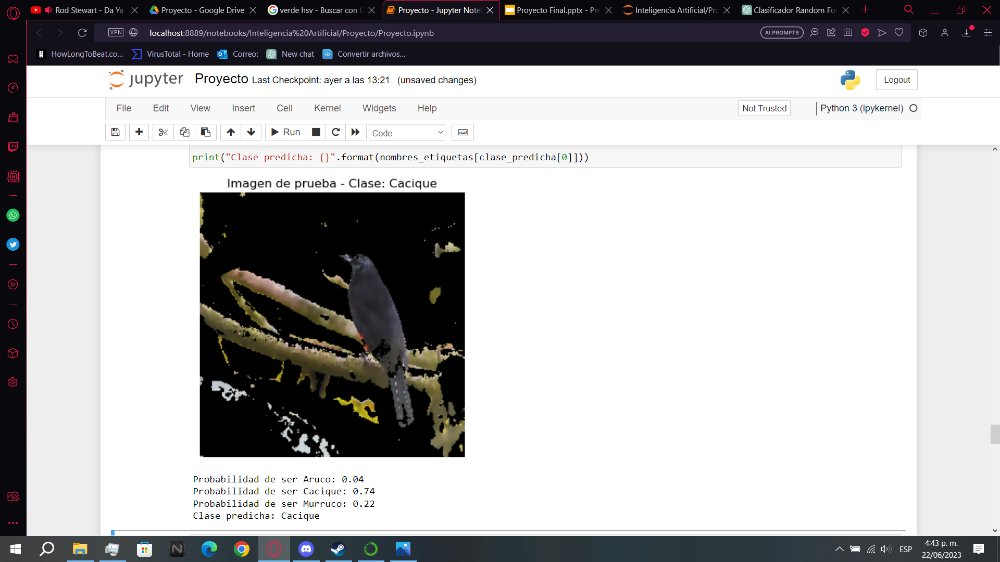 Rod Stewart - Da Ya
Proyecto - Google Drive
verde hsv - Buscar con G
Proyecto - Jupyter Note
Proyecto Final.pptx - Pre
Inteligencia Artificial/Pro
Clasificador Random For
VPN
localhost:8889/notebooks/Inteligencia%20Artificial/Proyecto/Proyecto.ipynb
AI PROMPTS
HowLongToBeat.co...
VirusTotal - Home
Correo:
New chat
Convertir archivos...
jupyter
Proyecto Last Checkpoint: ayer a las 13:21 (unsaved changes)
Logout
File Edit View Insert Cell Kernel Widgets Help
Not Trusted
Python 3 (ipykernel)
Run
Code
print("Clase predicha: {}".format(nombres_etiquetas[clase_predicha[0]]))
Imagen de prueba - Clase: Cacique
Probabilidad de ser Aruco: 0.04
Probabilidad de ser Cacique: 0.74
Probabilidad de ser Murruco: 0.22
Clase predicha: Cacique
ESP
4:43 p. m.
22/06/2023